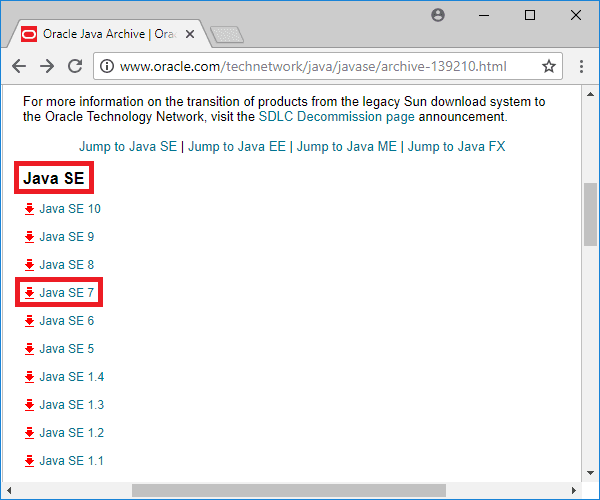 Oracle Java Archive | Orac
www.oracle.com/technetwork/java/javase/archive-139210.html
For more information on the transition of products from the legacy Sun download system to
the Oracle Technology Network, visit the SDLC Decommission page announcement.
Jump to Java SE | Jump to Java EE | Jump to Java ME | Jump to Java FX
Java SE
Java SE 10
Java SE 9
Java SE 8
Java SE 7
Java SE 6
Java SE 5
Java SE 1.4
Java SE 1.3
Java SE 1.2
Java SE 1.1